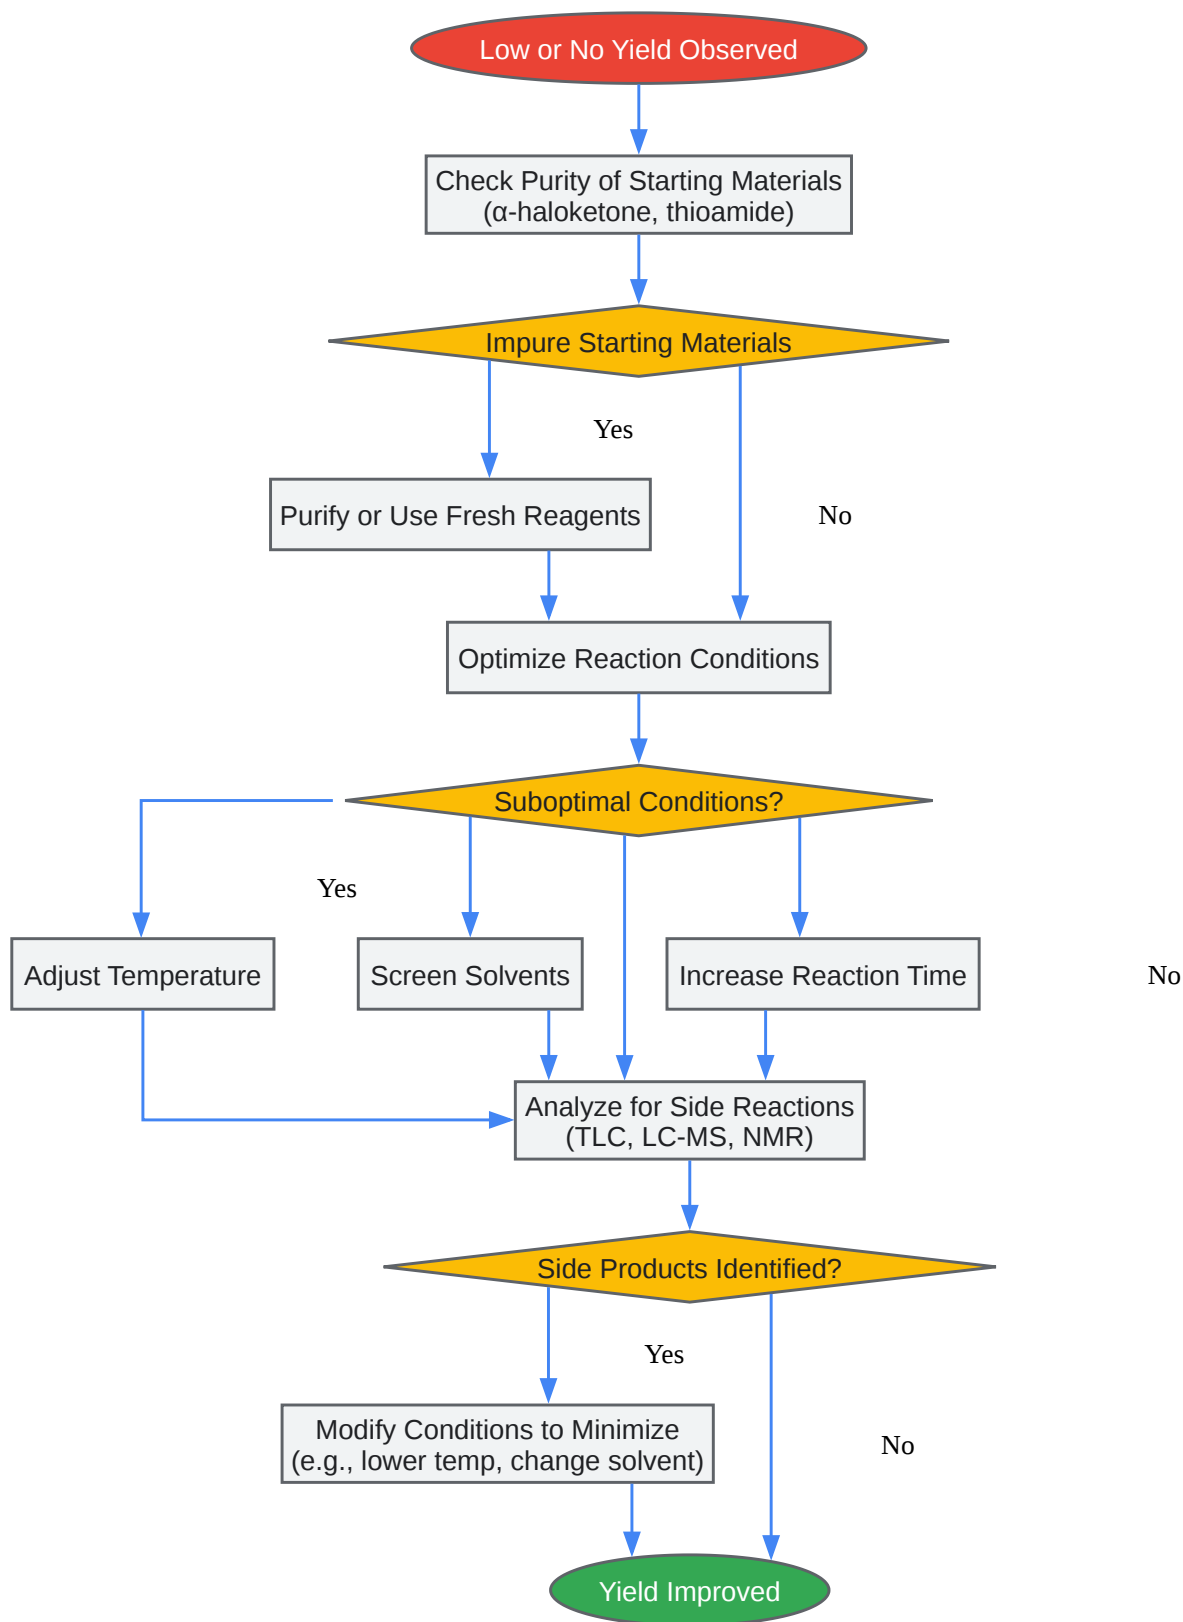 Low or No Yield Observed
Check Purity of Starting Materials
(α-haloketone, thioamide)
Impure Starting Materials
Yes
Purify or Use Fresh Reagents
No
Optimize Reaction Conditions
Suboptimal Conditions?
Yes
Adjust Temperature
Screen Solvents
Increase Reaction Time
No
Analyze for Side Reactions
(TLC, LC-MS, NMR)
Side Products Identified?
Yes
Modify Conditions to Minimize
(e.g., lower temp, change solvent)
No
Yield Improved